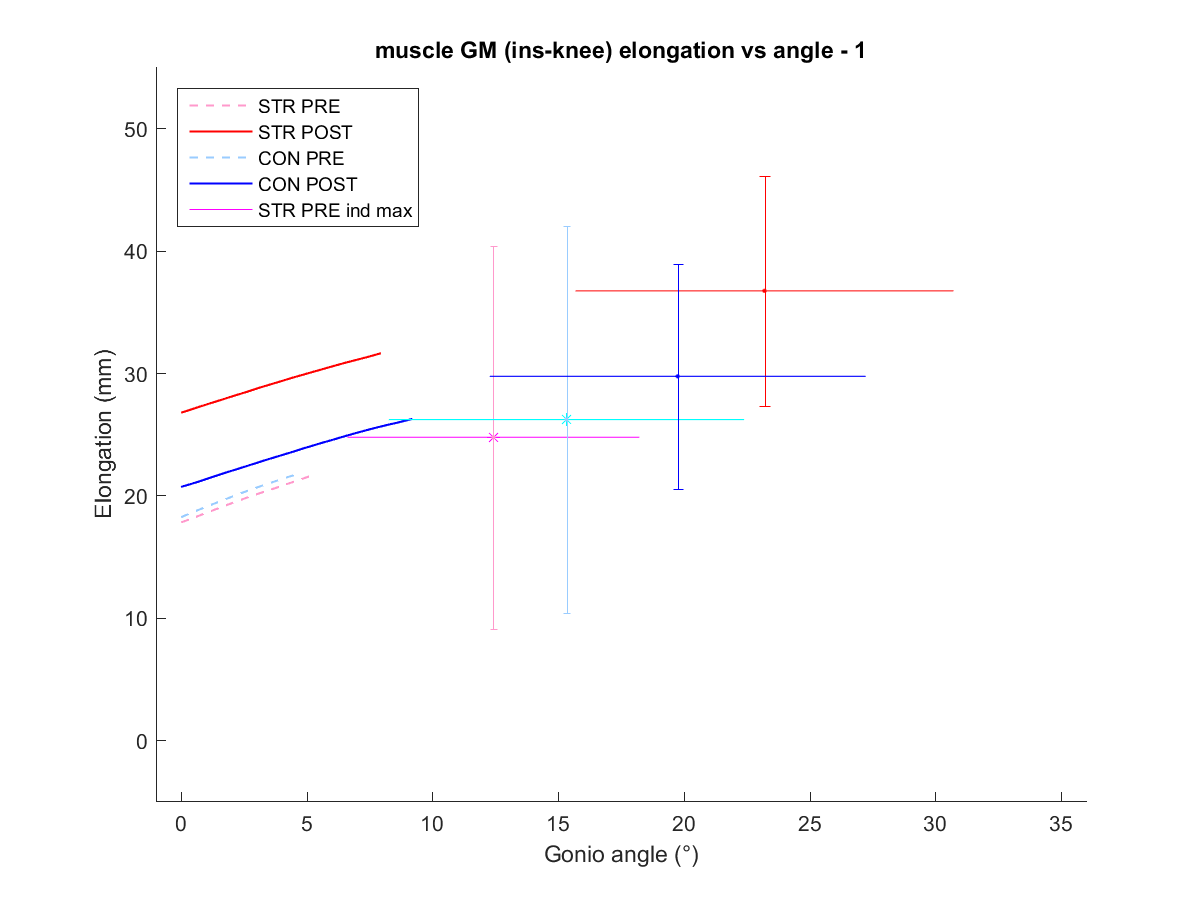 muscle GM (ins-knee) elongation vs angle - 1
STR PRE
STR POST
CON PRE
CON POST
STR PRE ind max
50
40
30
20
10
0
Elongation (mm)
0 5 10 15 20 25 30 35
Gonio angle (°)